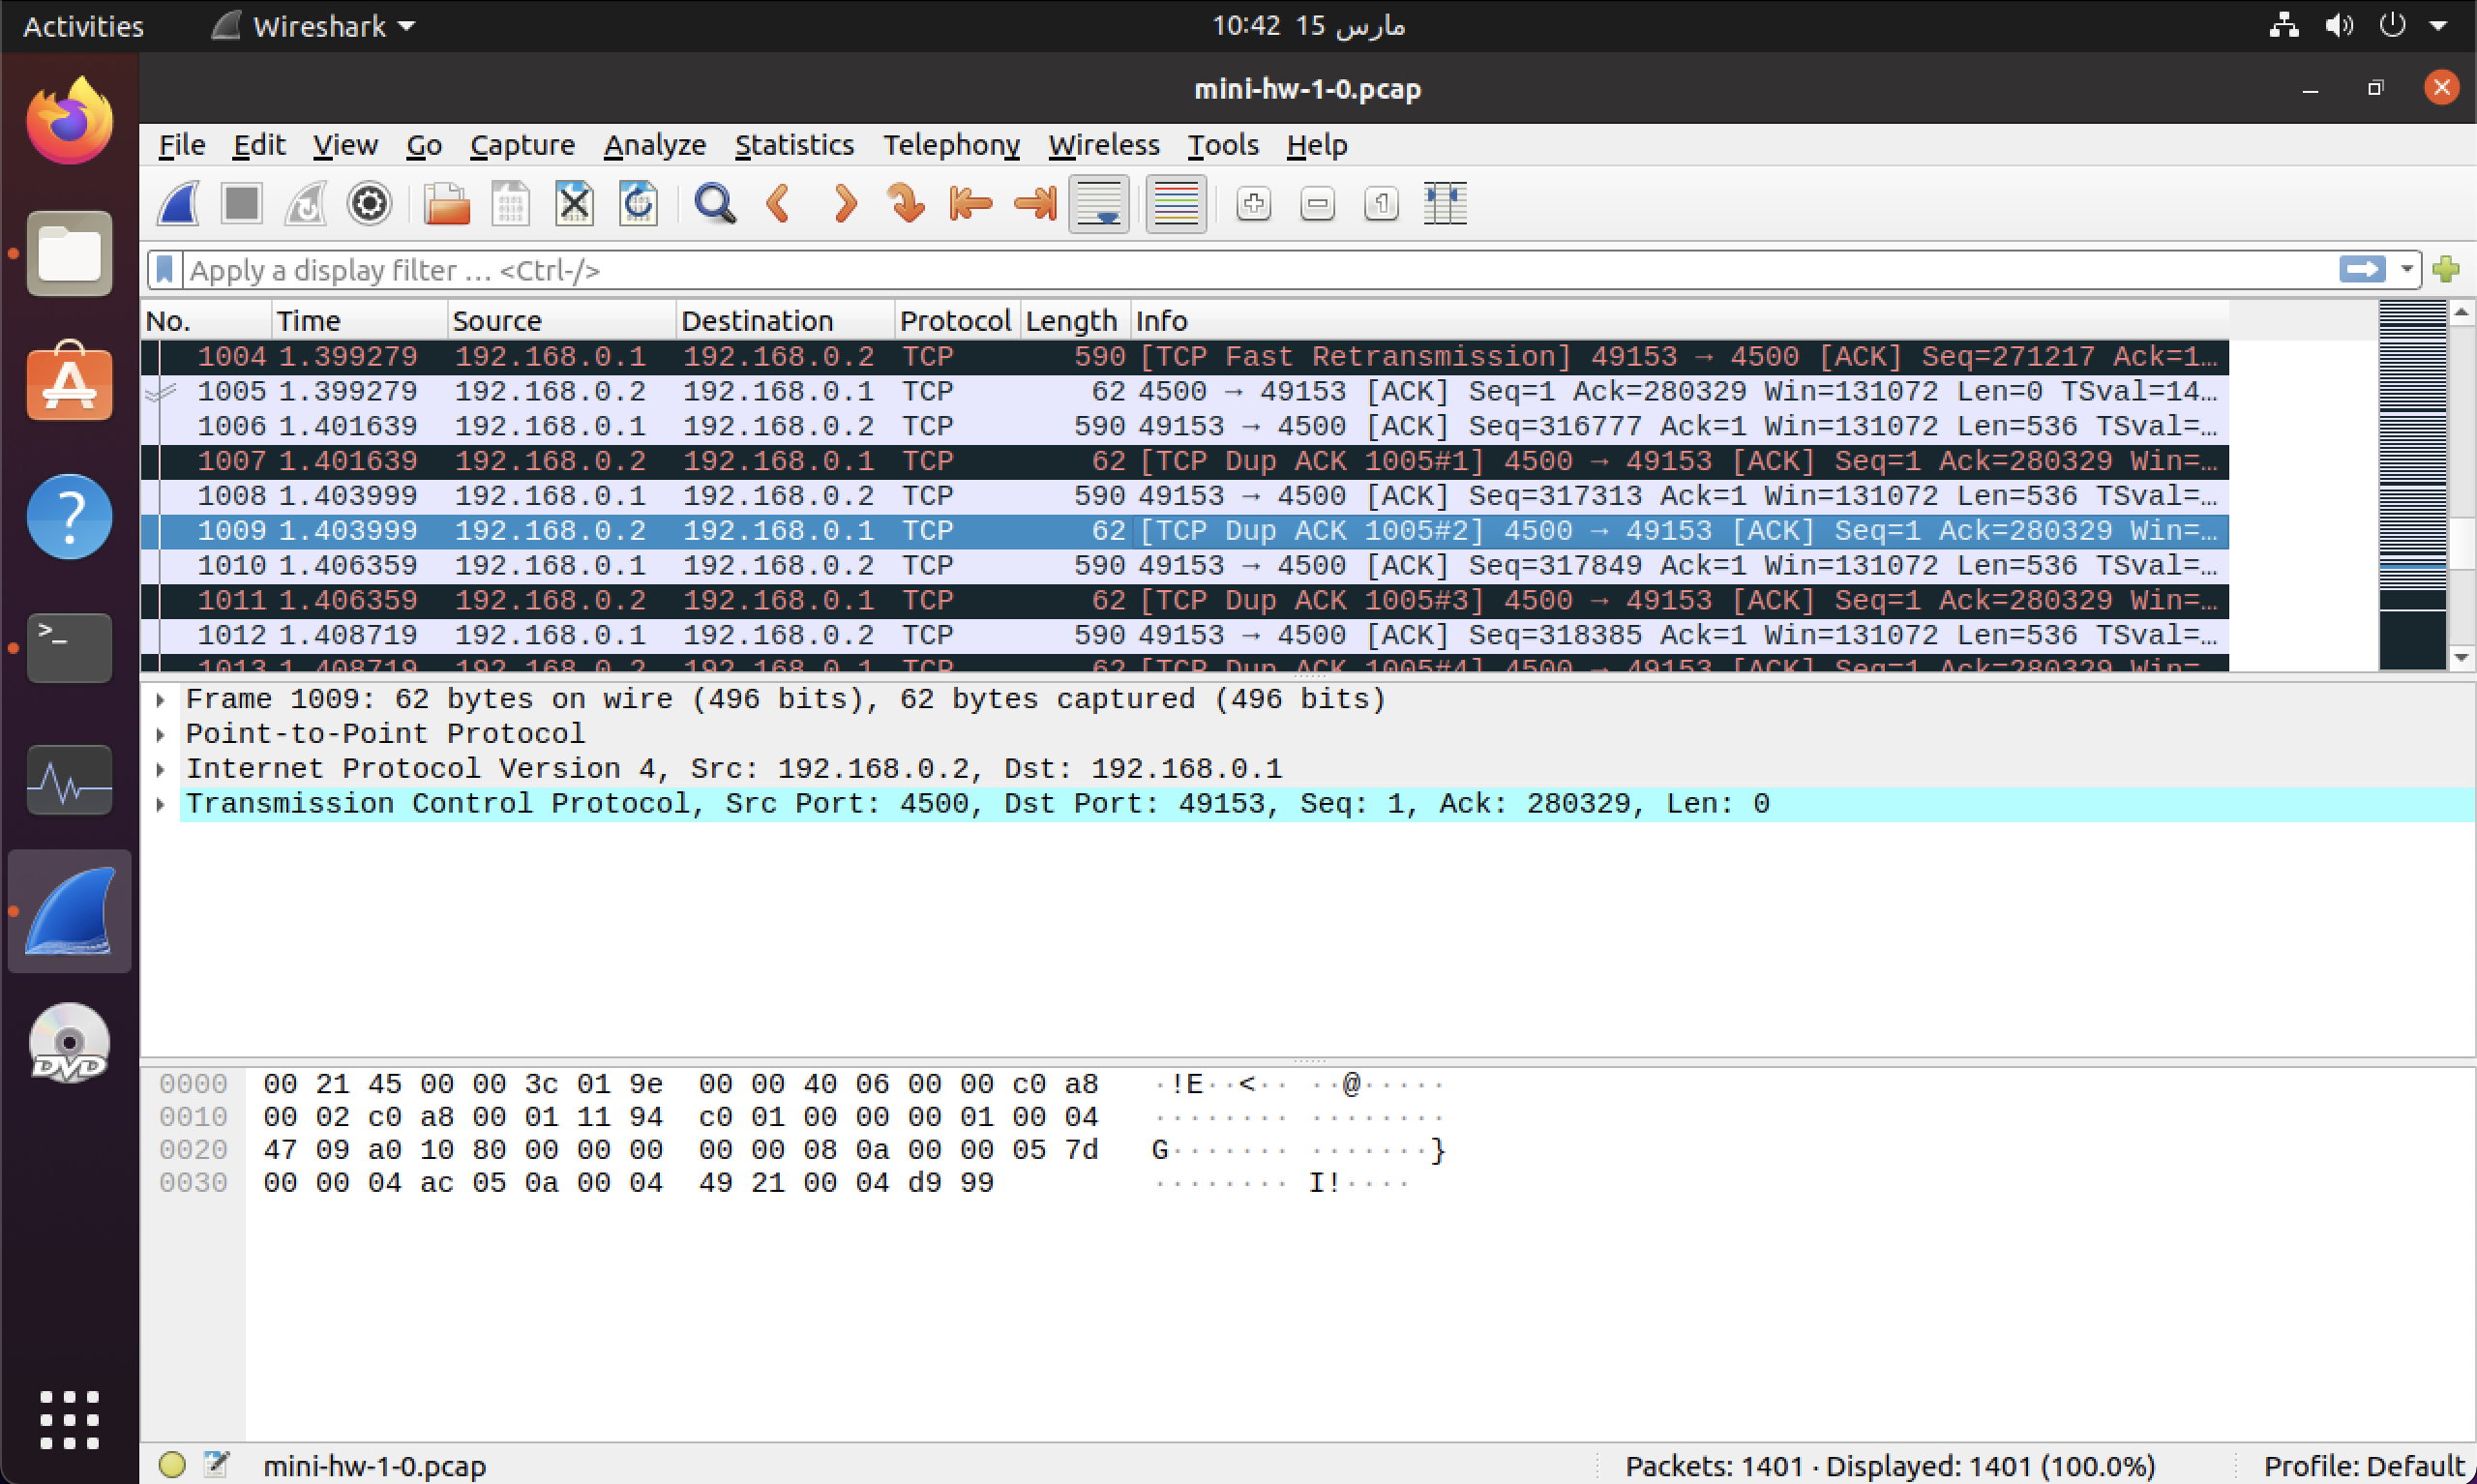 Activities Wireshark 10:42 15 مارس
mini-hw-1-0.pcap
File Edit View Go Capture Analyze Statistics Telephony Wireless Tools Help
Apply a display filter … <Ctrl-/>
No. Time Source Destination Protocol Length Info
1004 1.399279 192.168.0.1 192.168.0.2 TCP 590 [TCP Fast Retransmission] 49153 → 4500 [ACK] Seq=271217 Ack=1…
1005 1.399279 192.168.0.2 192.168.0.1 TCP 62 4500 → 49153 [ACK] Seq=1 Ack=280329 Win=131072 Len=0 TSval=14…
1006 1.401639 192.168.0.1 192.168.0.2 TCP 590 49153 → 4500 [ACK] Seq=316777 Ack=1 Win=131072 Len=536 TSval=…
1007 1.401639 192.168.0.2 192.168.0.1 TCP 62 [TCP Dup ACK 1005#1] 4500 → 49153 [ACK] Seq=1 Ack=280329 Win=…
1008 1.403999 192.168.0.1 192.168.0.2 TCP 590 49153 → 4500 [ACK] Seq=317313 Ack=1 Win=131072 Len=536 TSval=…
1009 1.403999 192.168.0.2 192.168.0.1 TCP 62 [TCP Dup ACK 1005#2] 4500 → 49153 [ACK] Seq=1 Ack=280329 Win=…
1010 1.406359 192.168.0.1 192.168.0.2 TCP 590 49153 → 4500 [ACK] Seq=317849 Ack=1 Win=131072 Len=536 TSval=…
1011 1.406359 192.168.0.2 192.168.0.1 TCP 62 [TCP Dup ACK 1005#3] 4500 → 49153 [ACK] Seq=1 Ack=280329 Win=…
1012 1.408719 192.168.0.1 192.168.0.2 TCP 590 49153 → 4500 [ACK] Seq=318385 Ack=1 Win=131072 Len=536 TSval=…
1013 1.408719 192.168.0.2 192.168.0.1 TCP 62 [TCP Dup ACK 1005#4] 4500 → 49153 [ACK] Seq=1 Ack=280329 Win=…
Frame 1009: 62 bytes on wire (496 bits), 62 bytes captured (496 bits)
Point-to-Point Protocol
Internet Protocol Version 4, Src: 192.168.0.2, Dst: 192.168.0.1
Transmission Control Protocol, Src Port: 4500, Dst Port: 49153, Seq: 1, Ack: 280329, Len: 0
0000 00 21 45 00 00 3c 01 9e 00 00 40 06 00 00 c0 a8 ·!E··<·· ··@·····
0010 00 02 c0 a8 00 01 11 94 c0 01 00 00 00 01 00 04 ········ ········
0020 47 09 a0 10 80 00 00 00 00 00 08 0a 00 00 05 7d G······· ·······}
0030 00 00 04 ac 05 0a 00 04 49 21 00 04 d9 99 ········ I!····
DVD
mini-hw-1-0.pcap Packets: 1401 · Displayed: 1401 (100.0%) Profile: Default